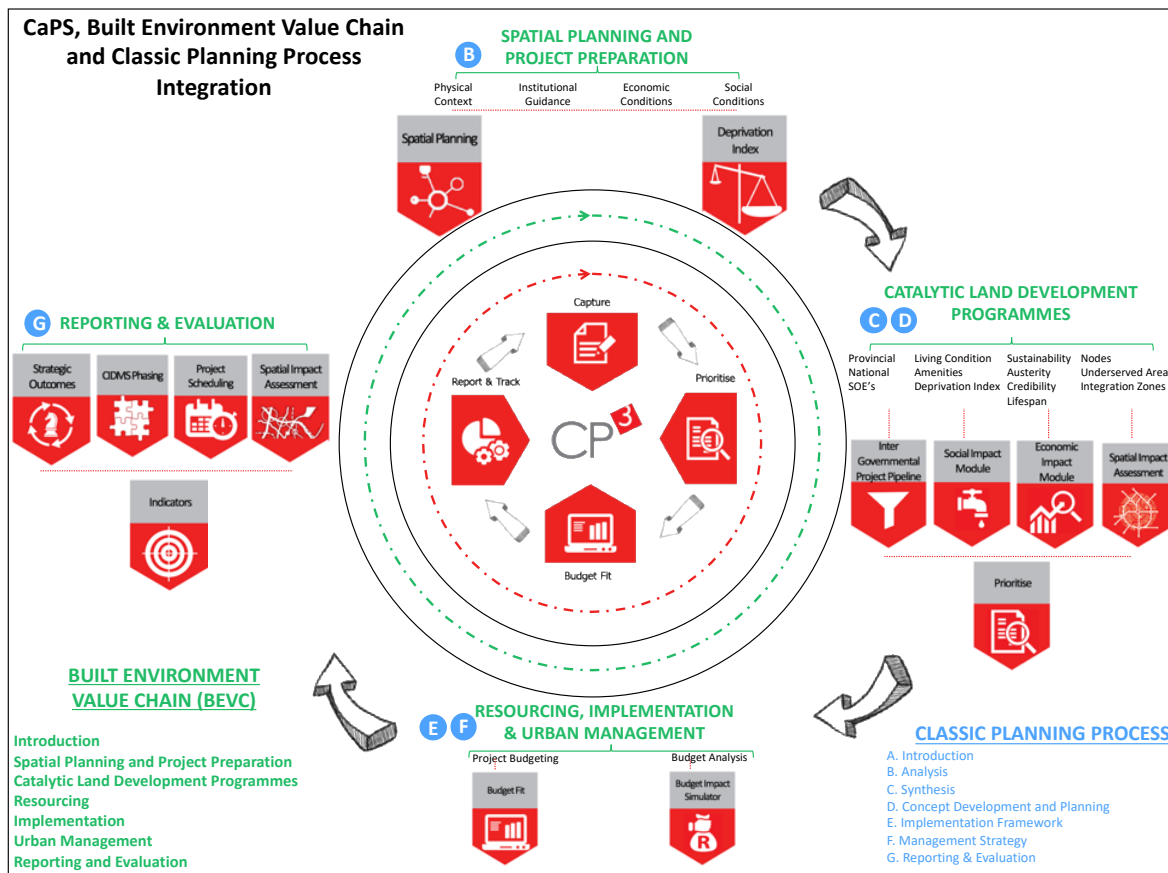 CaPS, Built Environment Value Chain
and Classic Planning Process
Integration
B
SPATIAL PLANNING AND
PROJECT PREPARATION
Physical
Context
Institutional
Guidance
Economic
Conditions
Social
Conditions
Spatial Planning
Deprivation
Index
G
REPORTING & EVALUATION
Strategic
Outcomes
CIDMS Phasing
Project
Scheduling
Spatial Impact
Assessment
Indicators
Capture
Prioritise
Budget Fit
Report & Track
CP3
CATALYTIC LAND DEVELOPMENT
PROGRAMMES
C
D
Provincial
National
SOE's
Living Condition
Amenities
Deprivation Index
Sustainability
Austerity
Credibility
Lifespan
Nodes
Underserved Area
Integration Zones
Inter
Governmental
Project Pipeline
Social Impact
Module
Economic
Impact
Module
Spatial Impact
Assessment
Prioritise
E
F
RESOURCING, IMPLEMENTATION
& URBAN MANAGEMENT
Project Budgeting
Budget Analysis
Budget Fit
Budget Impact
Simulator
R
BUILT ENVIRONMENT
VALUE CHAIN (BEVC)
Introduction
Spatial Planning and Project Preparation
Catalytic Land Development Programmes
Resourcing
Implementation
Urban Management
Reporting and Evaluation
CLASSIC PLANNING PROCESS
A. Introduction
B. Analysis
C. Synthesis
D. Concept Development and Planning
E. Implementation Framework
F. Management Strategy
G. Reporting & Evaluation